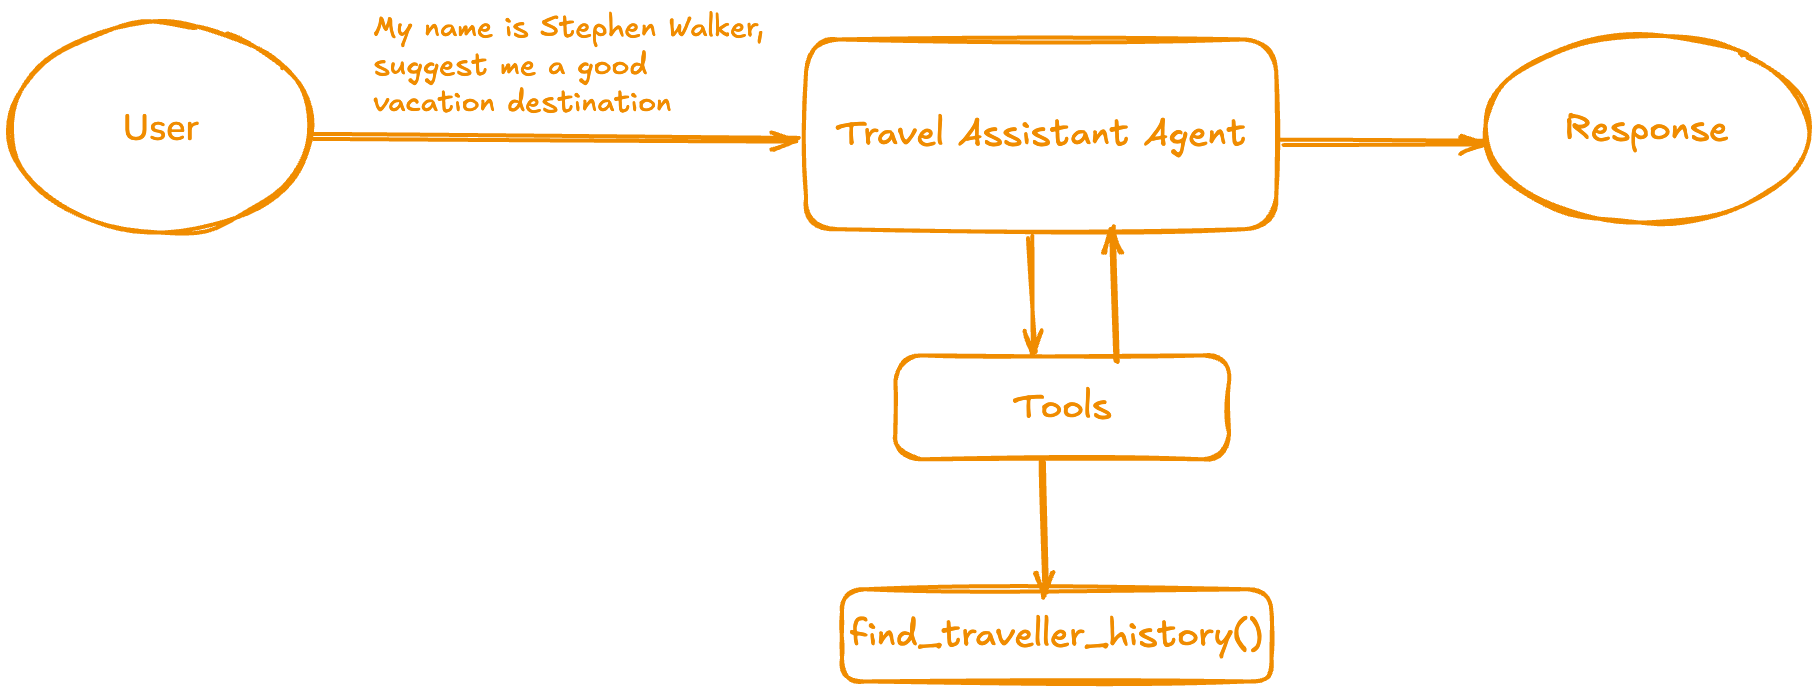 My name is Stephen Walker,
suggest me a good
vacation destination
User
Travel Assistant Agent
Response
Tools
find_traveller_history()